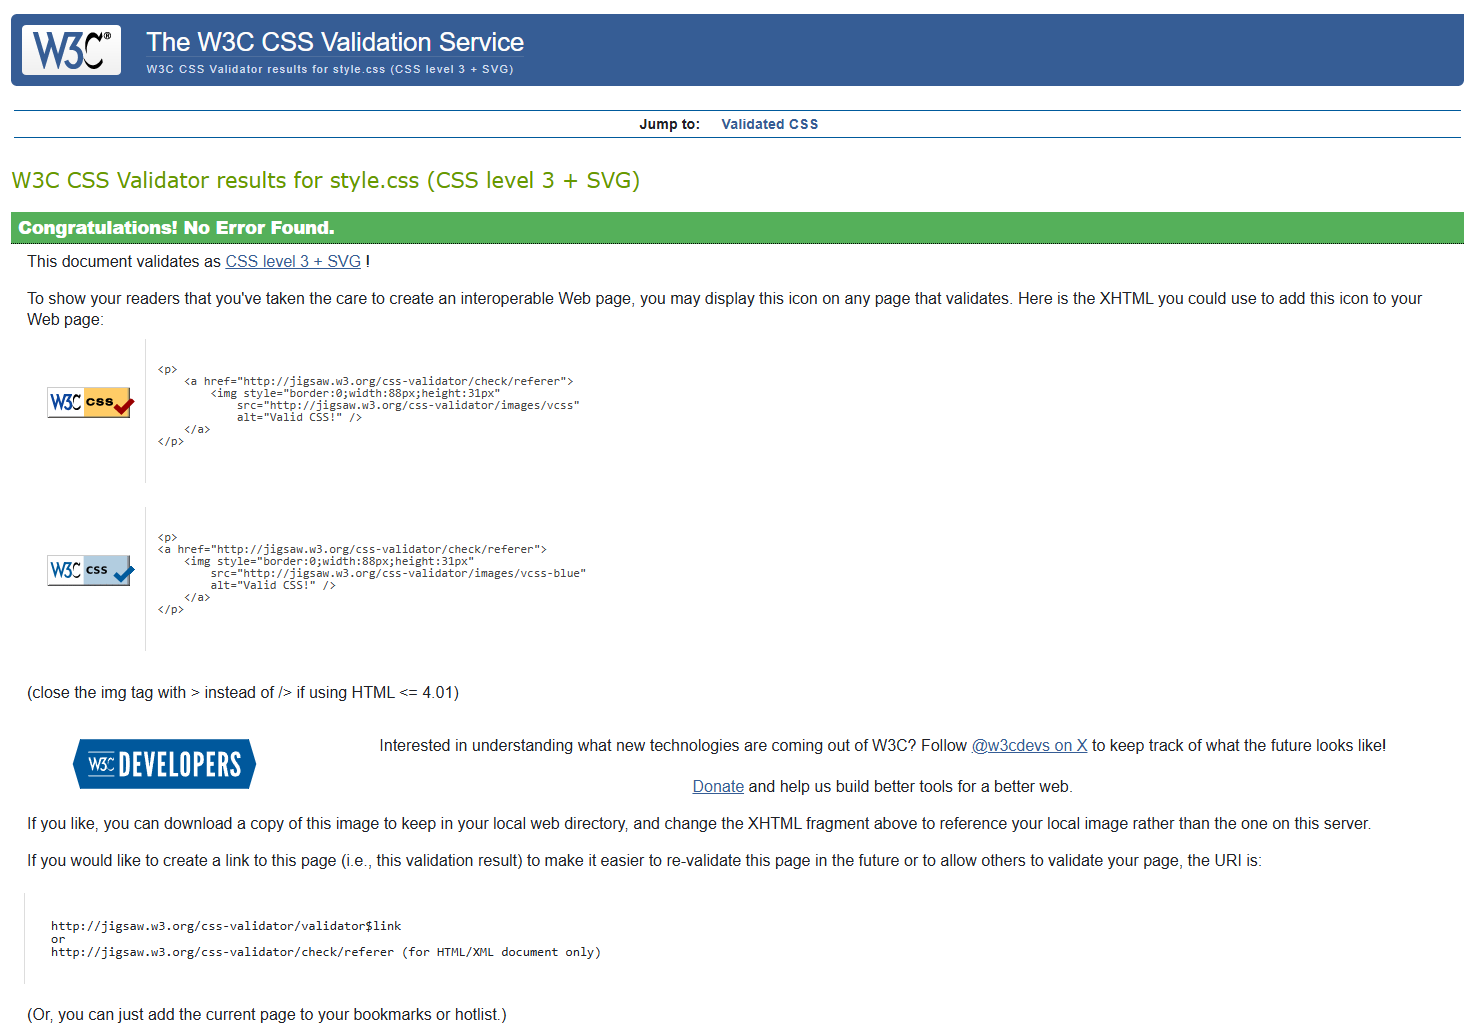 W3C®
The W3C CSS Validation Service
W3C CSS Validator results for style.css (CSS level 3 + SVG)
Jump to: Validated CSS
W3C CSS Validator results for style.css (CSS level 3 + SVG)
Congratulations! No Error Found.
This document validates as CSS level 3 + SVG !
To show your readers that you've taken the care to create an interoperable Web page, you may display this icon on any page that validates. Here is the XHTML you could use to add this icon to your
Web page:
W3C css
<p>
    <a href="http://jigsaw.w3.org/css-validator/check/referer">
        <img style="border:0;width:88px;height:31px"
            src="http://jigsaw.w3.org/css-validator/images/vcss"
            alt="Valid CSS!" />
    </a>
</p>
W3C css
<p>
<a href="http://jigsaw.w3.org/css-validator/check/referer">
    <img style="border:0;width:88px;height:31px"
        src="http://jigsaw.w3.org/css-validator/images/vcss-blue"
        alt="Valid CSS!" />
    </a>
</p>
(close the img tag with > instead of /> if using HTML <= 4.01)
W3C DEVELOPERS
Interested in understanding what new technologies are coming out of W3C? Follow @w3cdevs on X to keep track of what the future looks like!
Donate and help us build better tools for a better web.
If you like, you can download a copy of this image to keep in your local web directory, and change the XHTML fragment above to reference your local image rather than the one on this server.
If you would like to create a link to this page (i.e., this validation result) to make it easier to re-validate this page in the future or to allow others to validate your page, the URI is:
http://jigsaw.w3.org/css-validator/validator$link
or
http://jigsaw.w3.org/css-validator/check/referer (for HTML/XML document only)
(Or, you can just add the current page to your bookmarks or hotlist.)